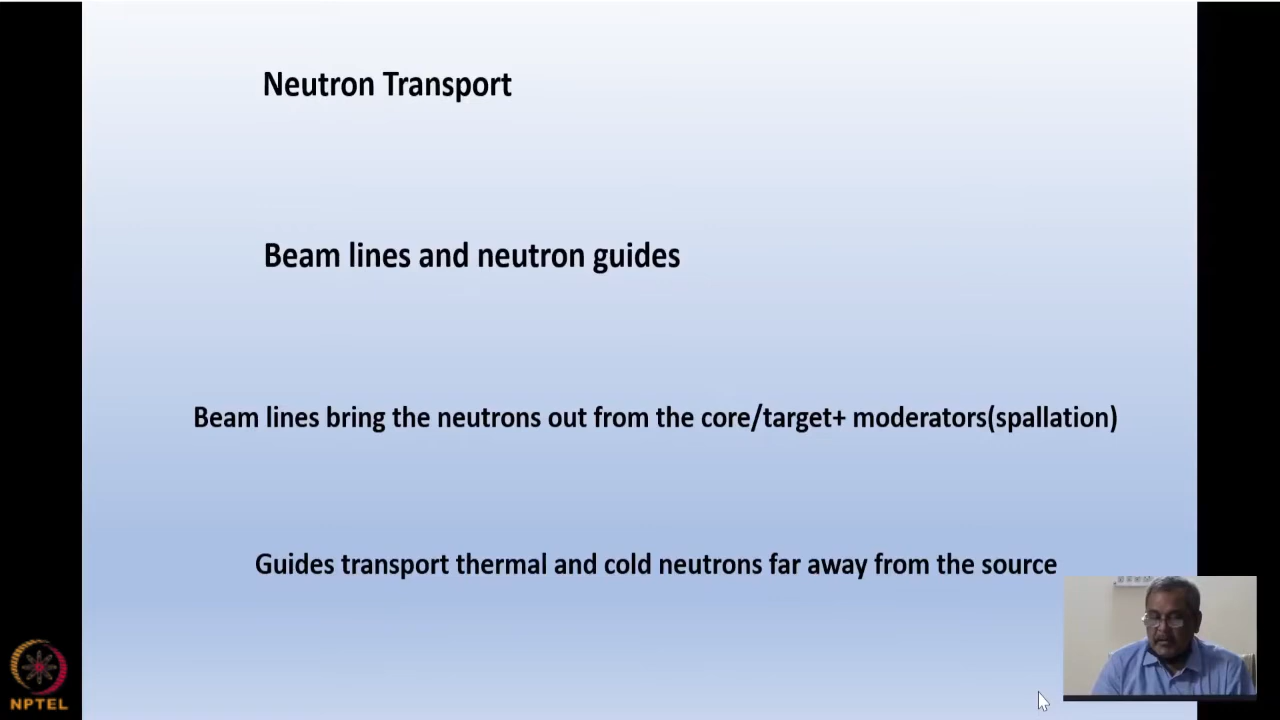 Neutron Transport
Beam lines and neutron guides
Beam lines bring the neutrons out from the core/target+ moderators(spallation)
Guides transport thermal and cold neutrons far away from the source
NPTEL